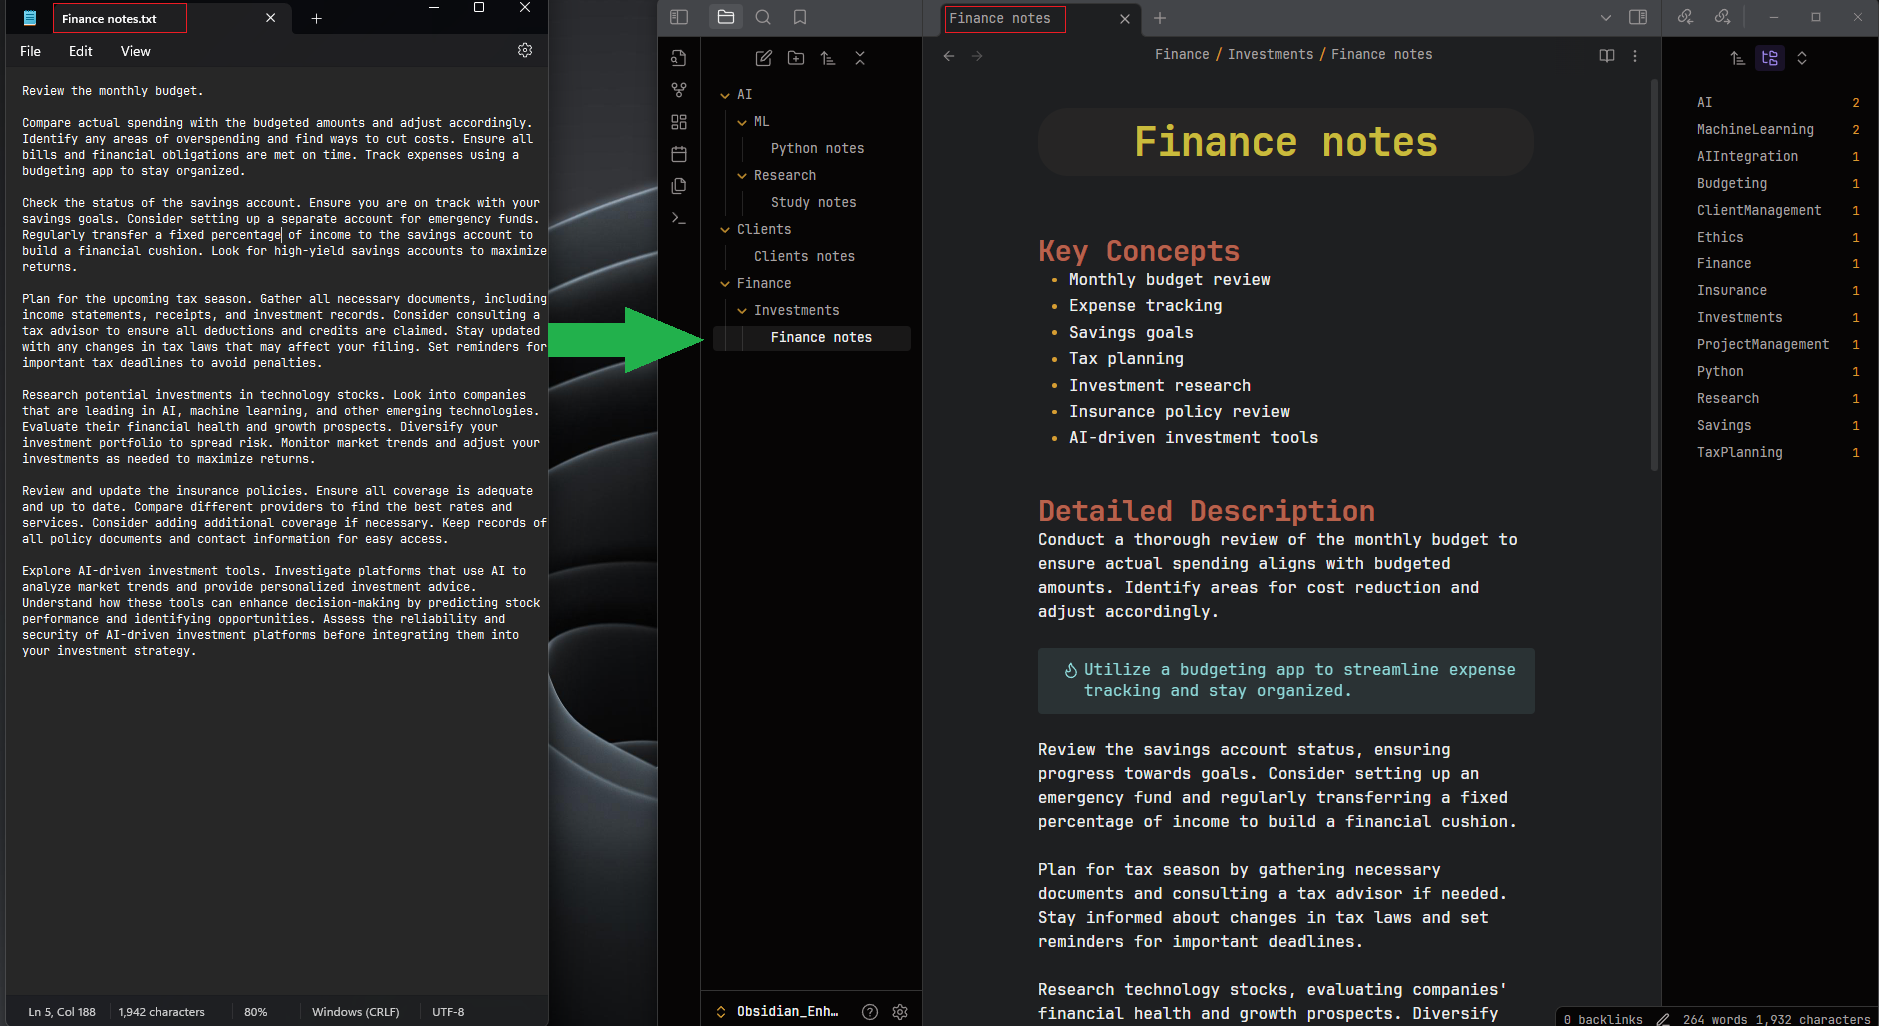 Finance notes.txt
File Edit View
Review the monthly budget.
Compare actual spending with the budgeted amounts and adjust accordingly.
Identify any areas of overspending and find ways to cut costs. Ensure all
bills and financial obligations are met on time. Track expenses using a
budgeting app to stay organized.
Check the status of the savings account. Ensure you are on track with your
savings goals. Consider setting up a separate account for emergency funds.
Regularly transfer a fixed percentage of income to the savings account to
build a financial cushion. Look for high-yield savings accounts to maximize
returns.
Plan for the upcoming tax season. Gather all necessary documents, including
income statements, receipts, and investment records. Consider consulting a
tax advisor to ensure all deductions and credits are claimed. Stay updated
with any changes in tax laws that may affect your filing. Set reminders for
important tax deadlines to avoid penalties.
Research potential investments in technology stocks. Look into companies
that are leading in AI, machine learning, and other emerging technologies.
Evaluate their financial health and growth prospects. Diversify your
investment portfolio to spread risk. Monitor market trends and adjust your
investments as needed to maximize returns.
Review and update the insurance policies. Ensure all coverage is adequate
and up to date. Compare different providers to find the best rates and
services. Consider adding additional coverage if necessary. Keep records of
all policy documents and contact information for easy access.
Explore AI-driven investment tools. Investigate platforms that use AI to
analyze market trends and provide personalized investment advice.
Understand how these tools can enhance decision-making by predicting stock
performance and identifying opportunities. Assess the reliability and
security of AI-driven investment platforms before integrating them into
your investment strategy.
Ln 5, Col 188 1,942 characters 80% Windows (CRLF) UTF-8
AI
ML
Python notes
Research
Study notes
Clients
Clients notes
Finance
Investments
Finance notes
Obsidian_Enh…
Finance notes
Finance / Investments / Finance notes
Finance notes
Key Concepts
• Monthly budget review
• Expense tracking
• Savings goals
• Tax planning
• Investment research
• Insurance policy review
• AI-driven investment tools
Detailed Description
Conduct a thorough review of the monthly budget to
ensure actual spending aligns with budgeted
amounts. Identify areas for cost reduction and
adjust accordingly.
Utilize a budgeting app to streamline expense
tracking and stay organized.
Review the savings account status, ensuring
progress towards goals. Consider setting up an
emergency fund and regularly transferring a fixed
percentage of income to build a financial cushion.
Plan for tax season by gathering necessary
documents and consulting a tax advisor if needed.
Stay informed about changes in tax laws and set
reminders for important deadlines.
Research technology stocks, evaluating companies'
financial health and growth prospects. Diversify
AI 2
MachineLearning 2
AIIntegration 1
Budgeting 1
ClientManagement 1
Ethics 1
Finance 1
Insurance 1
Investments 1
ProjectManagement 1
Python 1
Research 1
Savings 1
TaxPlanning 1
0 backlinks 264 words 1,932 characters